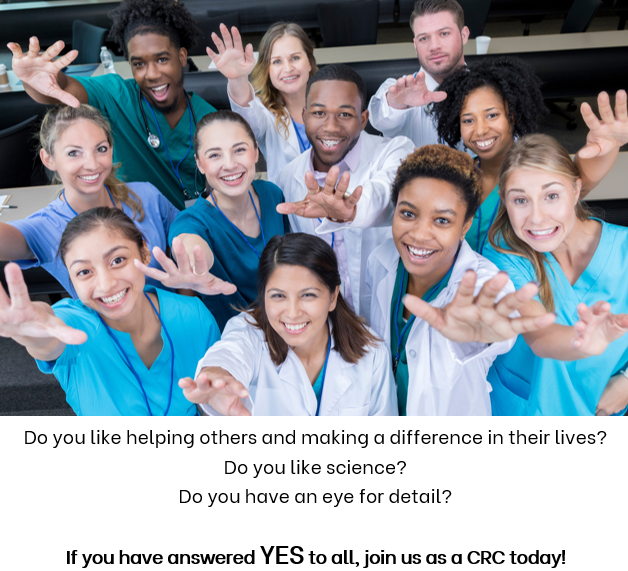 Do you like helping others and making a difference in their lives?
Do you like science?
Do you have an eye for detail?
If you have answered YES to all, join us as a CRC today!